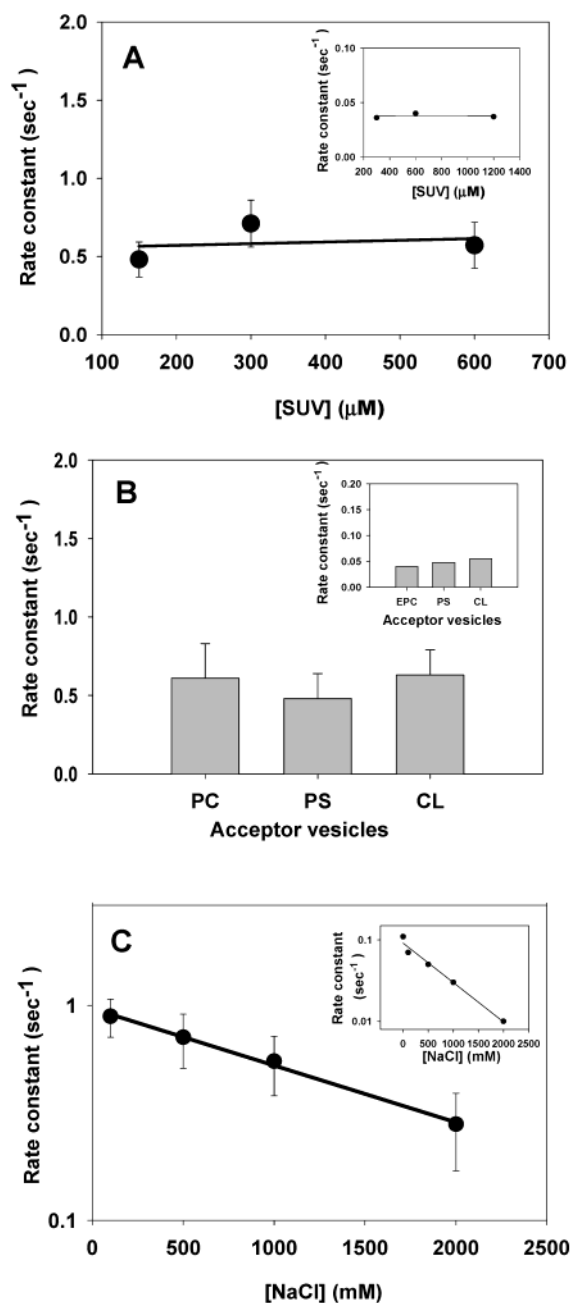 A
Rate constant (sec-1)
2.0
1.5
1.0
0.5
0.0
100 200 300 400 500 600 700
[SUV] (μM)
Rate constant (sec-1)
0.10
0.05
0.00
200 400 600 800 1000 1200 1400
[SUV] (μM)
B
Rate constant (sec-1)
2.0
1.5
1.0
0.5
0.0
PC PS CL
Acceptor vesicles
Rate constant (sec-1)
0.20
0.15
0.10
0.05
0.00
EPC PS CL
Acceptor vesicles
C
Rate constant (sec-1)
1
0.1
0 500 1000 1500 2000 2500
[NaCl] (mM)
Rate constant
(sec-1)
0.1
0.01
0 500 1000 1500 2000 2500
[NaCl] (mM)